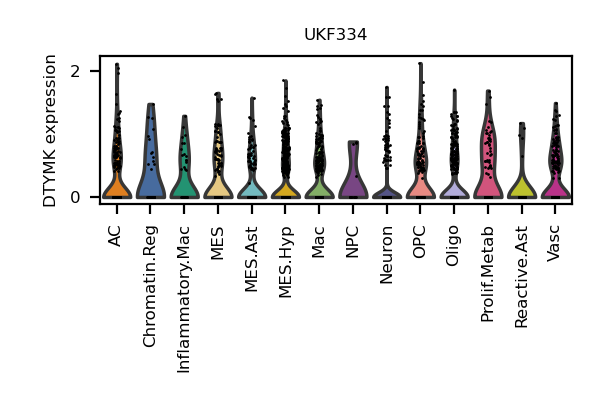 UKF334
DTYMK expression
2
0
AC
Chromatin.Reg
Inflammatory.Mac
MES
MES.Ast
MES.Hyp
Mac
NPC
Neuron
OPC
Oligo
Prolif.Metab
Reactive.Ast
Vasc